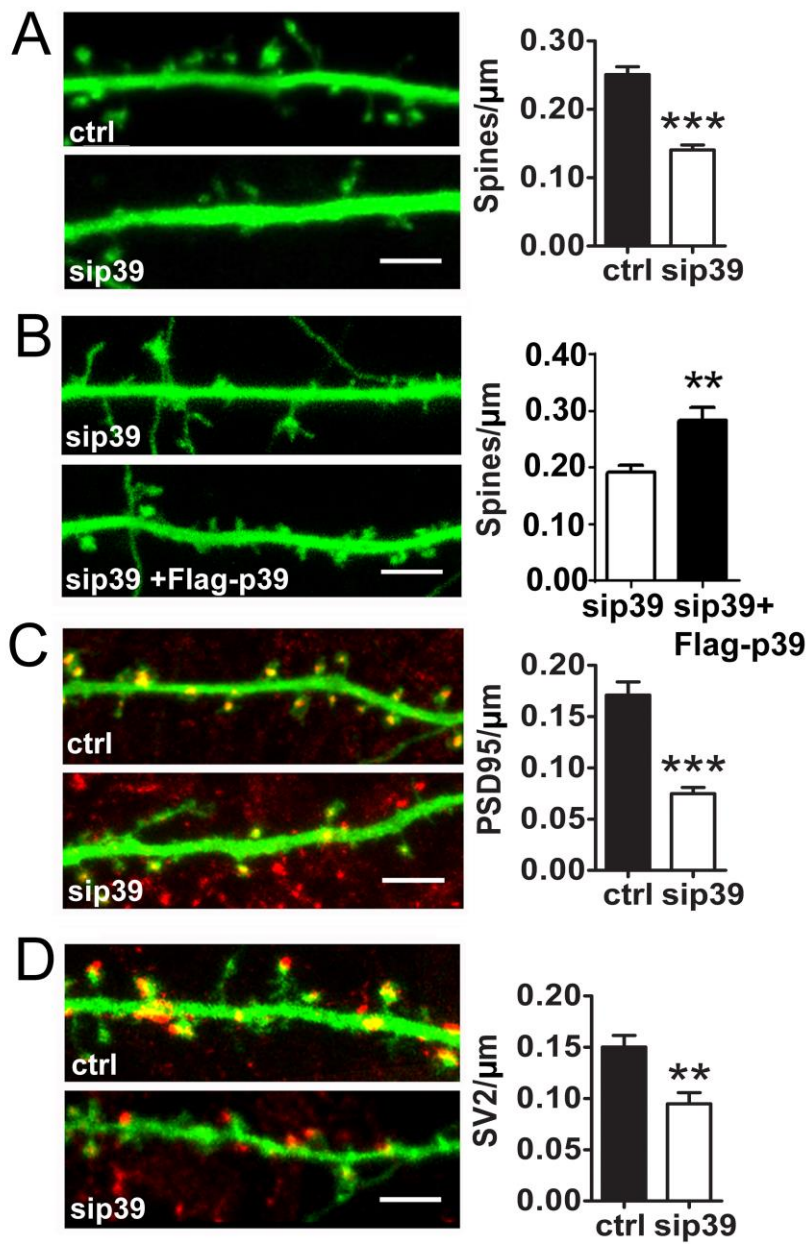 A
ctrl
sip39
Spines/μm
0.30
0.20
0.10
0.00
***
ctrl sip39
B
sip39
sip39 +Flag-p39
Spines/μm
0.40
0.30
0.20
0.10
0.00
**
sip39 sip39+
Flag-p39
C
ctrl
sip39
PSD95/μm
0.20
0.15
0.10
0.05
0.00
***
ctrl sip39
D
ctrl
sip39
SV2/μm
0.20
0.15
0.10
0.05
0.00
**
ctrl sip39